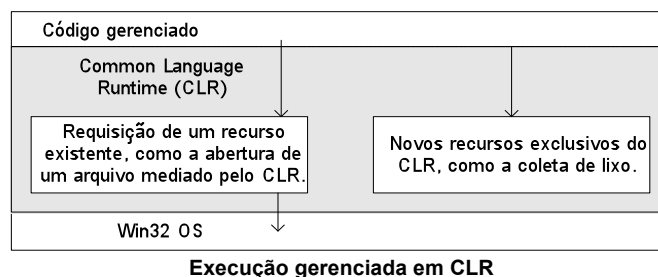 Código gerenciado
Common Language
Runtime (CLR)
Requisição de um recurso
existente, como a abertura de
um arquivo mediado pelo CLR.
Novos recursos exclusivos do
CLR, como a coleta de lixo.
Win32 OS
Execução gerenciada em CLR